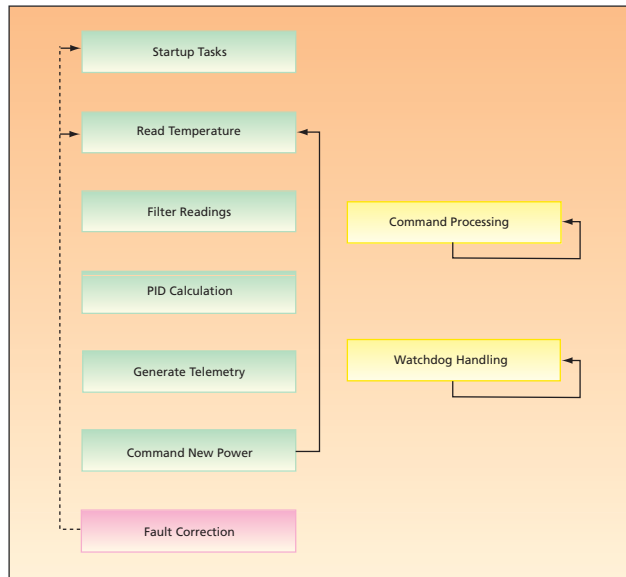 Startup Tasks
Read Temperature
Filter Readings
PID Calculation
Generate Telemetry
Command New Power
Fault Correction
Command Processing
Watchdog Handling